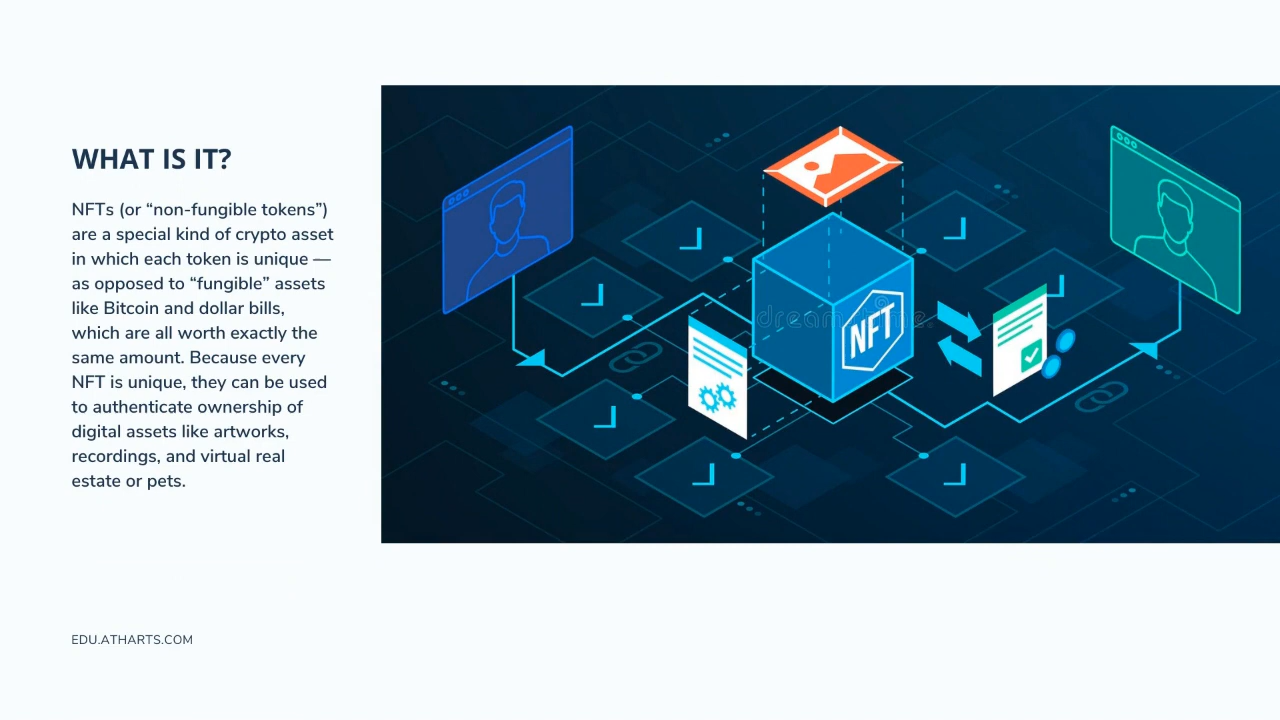 WHAT IS IT?
NFTs (or “non-fungible tokens”)
are a special kind of crypto asset
in which each token is unique —
as opposed to “fungible” assets
like Bitcoin and dollar bills,
which are all worth exactly the
same amount. Because every
NFT is unique, they can be used
to authenticate ownership of
digital assets like artworks,
recordings, and virtual real
estate or pets.
NFT
EDU.ATHARTS.COM